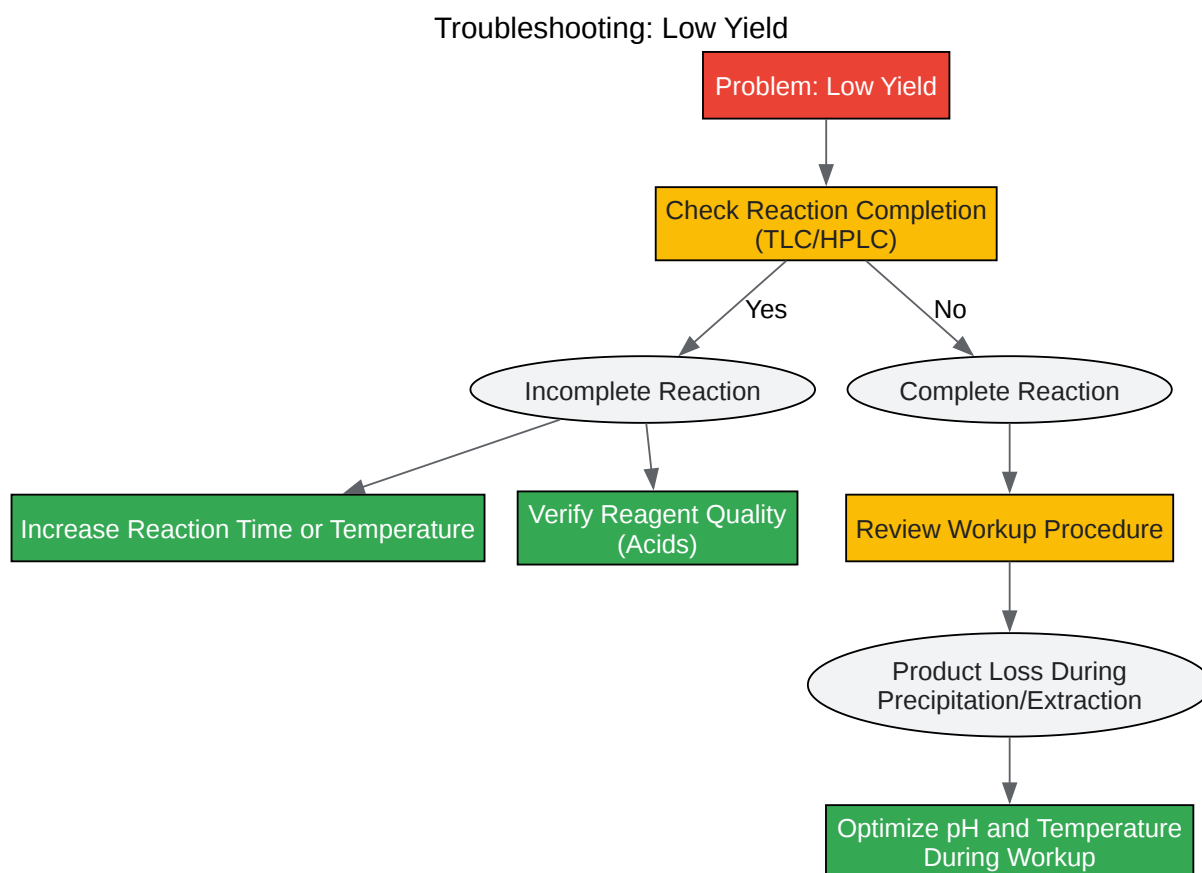 Troubleshooting: Low Yield
Problem: Low Yield
Check Reaction Completion
(TLC/HPLC)
Yes
No
Incomplete Reaction
Complete Reaction
Increase Reaction Time or Temperature
Verify Reagent Quality
(Acids)
Review Workup Procedure
Product Loss During
Precipitation/Extraction
Optimize pH and Temperature
During Workup